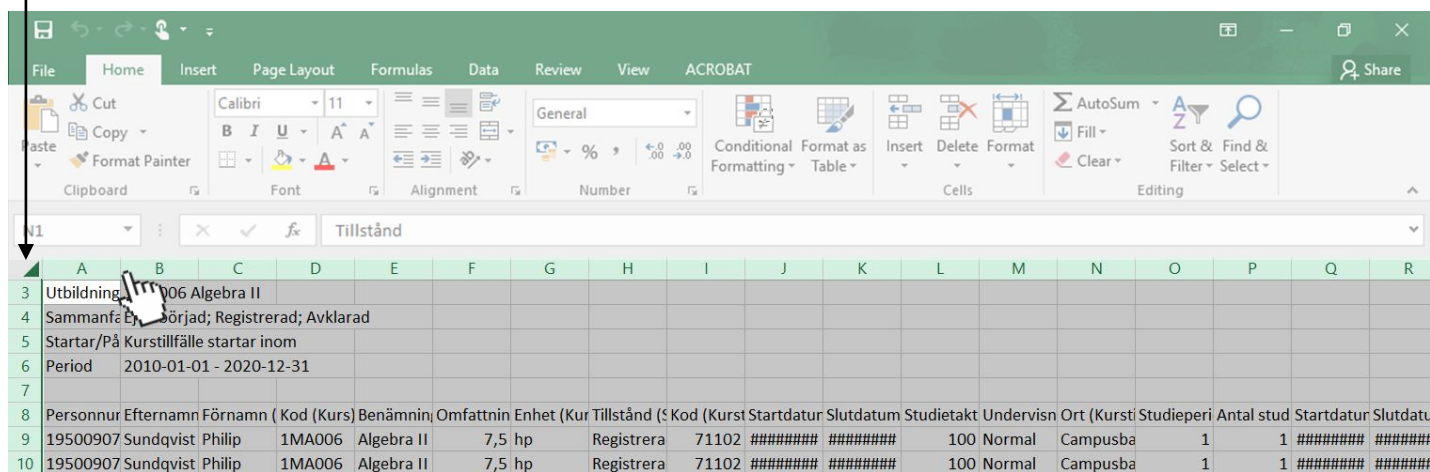 File Home Insert Page Layout Formulas Data Review View ACROBAT Share
Cut Calibri 11 General AutoSum
Copy Fill
Paste Format Painter B I U A A A % , Conditional Formatting Format as Table Insert Delete Format Clear Sort & Filter Find & Select
Clipboard Font Alignment Number Cells Editing
N1 fx Tillstånd
A B C D E F G H I J K L M N O P Q R
3 Utbildning 006 Algebra II
4 Sammanfa Ej börjad; Registrerad; Avklarad
5 Startar/På Kurstillfälle startar inom
6 Period 2010-01-01 - 2020-12-31
7
8 Personnur Efternamn Förnamn ( Kod (Kurs) Benämnin Omfattnin Enhet (Kur Tillstånd (S Kod (Kurst Startdatur Slutdatum Studietakt Undervisn Ort (Kursti Studieperi Antal stud Startdatur Slutdatu
9 19500907 Sundqvist Philip 1MA006 Algebra II 7,5 hp Registrera 71102 ######## ######## 100 Normal Campusba 1 1 ######## #######
10 19500907 Sundqvist Philip 1MA006 Algebra II 7,5 hp Registrera 71102 ######## ######## 100 Normal Campusba 1 1 ######## #######